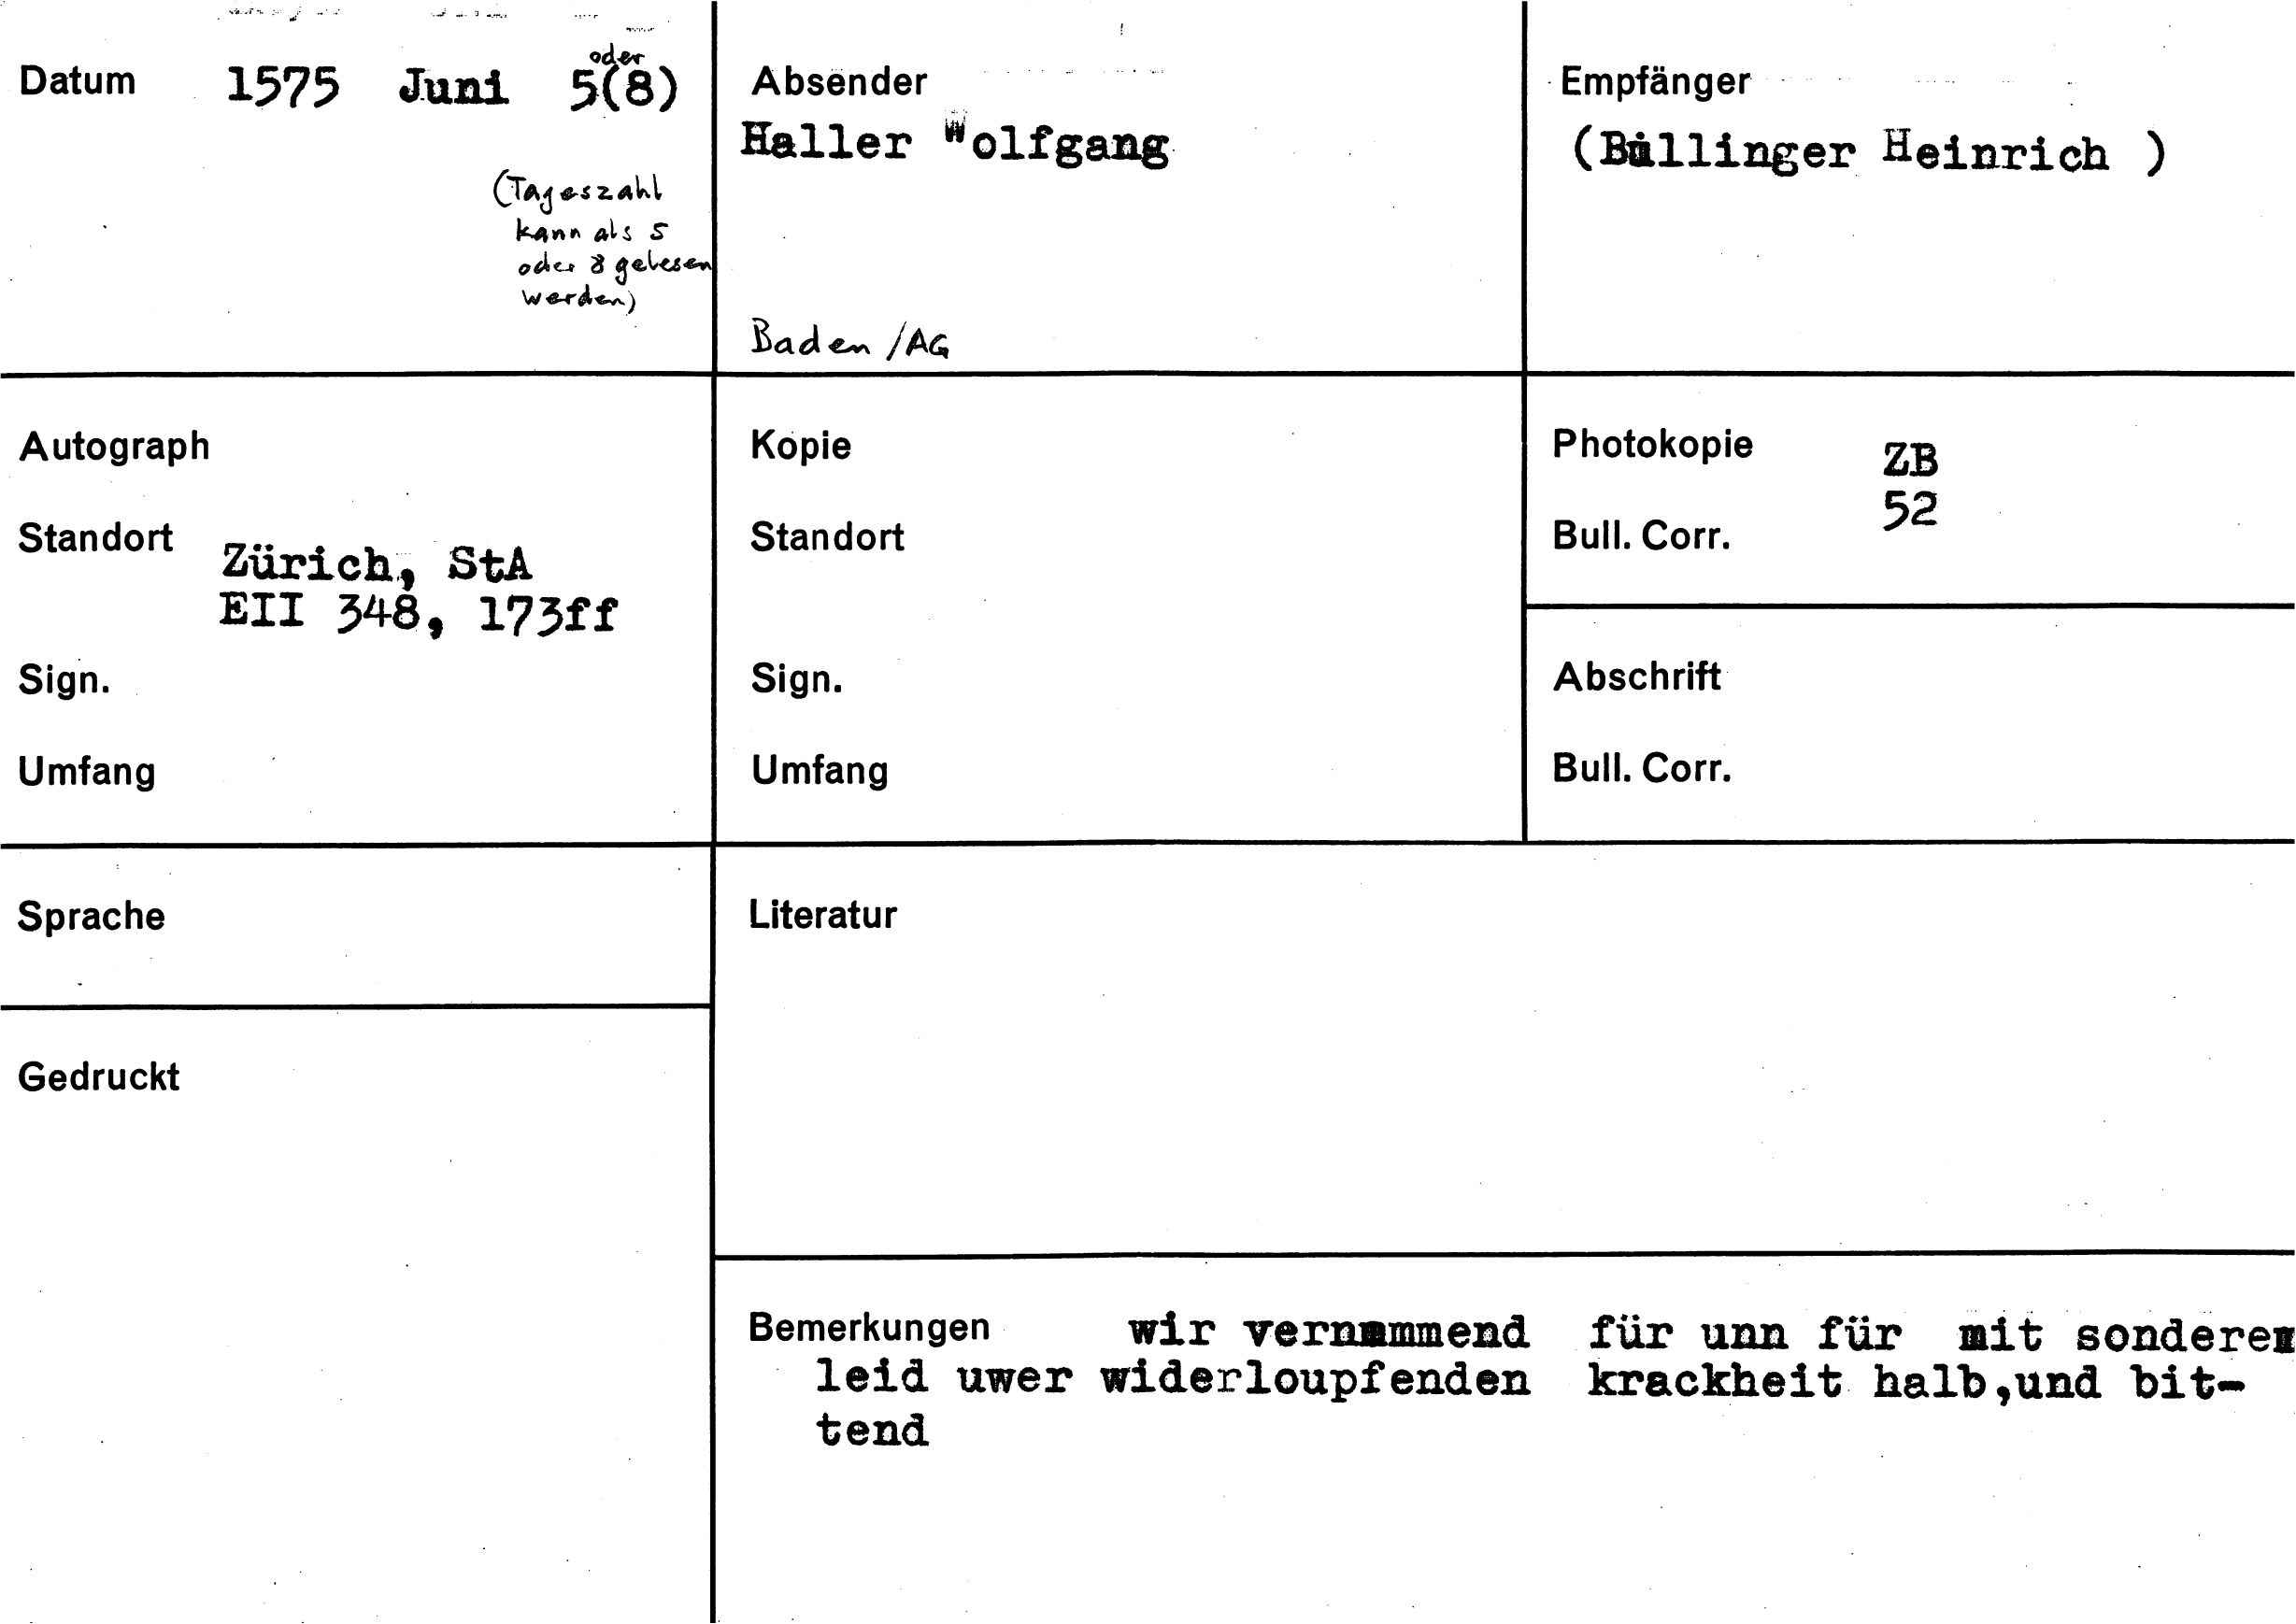 Datum 1575 Juni 5(8)
oder
(Tageszahl
kann als 5
oder 8 gelesen
werden)
Absender
Haller Wolfgang
Baden /AG
Empfänger
(Bullinger Heinrich )
Autograph
Standort Zürich, StA
EII 348, 173ff
Sign.
Umfang
Kopie
Standort
Sign.
Umfang
Photokopie ZB
Bull. Corr. 52
Abschrift
Bull. Corr.
Sprache
Literatur
Gedruckt
Bemerkungen wir vernammend für unn für mit sonderem
leid uwer widerloupfenden krackheit halb,und bit-
tend